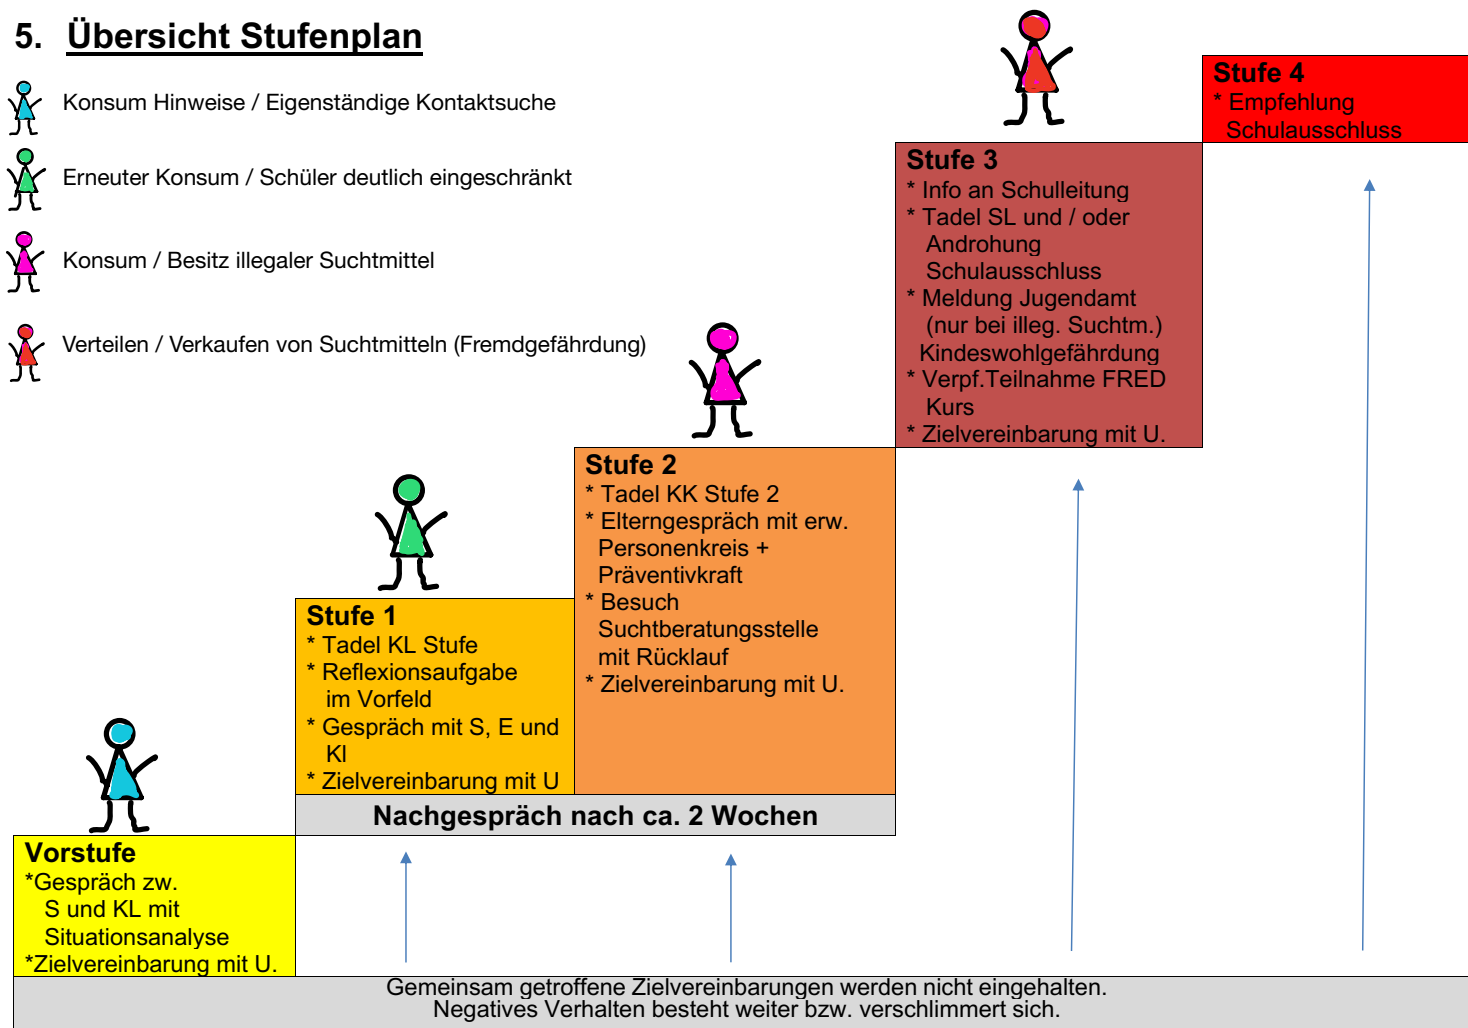 5. Übersicht Stufenplan
Konsum Hinweise / Eigenständige Kontaktsuche
Erneuter Konsum / Schüler deutlich eingeschränkt
Konsum / Besitz illegaler Suchtmittel
Verteilen / Verkaufen von Suchtmitteln (Fremdgefährdung)
Vorstufe
*Gespräch zw.
S und KL mit
Situationsanalyse
*Zielvereinbarung mit U.
Stufe 1
* Tadel KL Stufe
* Reflexionsaufgabe
im Vorfeld
* Gespräch mit S, E und
Kl
* Zielvereinbarung mit U
Stufe 2
* Tadel KK Stufe 2
* Elterngespräch mit erw.
Personenkreis +
Präventivkraft
* Besuch
Suchtberatungsstelle
mit Rücklauf
* Zielvereinbarung mit U.
Nachgespräch nach ca. 2 Wochen
Stufe 3
* Info an Schulleitung
* Tadel SL und / oder
Androhung
Schulausschluss
* Meldung Jugendamt
(nur bei illeg. Suchtm.)
Kindeswohlgefährdung
* Verpf.Teilnahme FRED
Kurs
* Zielvereinbarung mit U.
Stufe 4
* Empfehlung
Schulausschluss
Gemeinsam getroffene Zielvereinbarungen werden nicht eingehalten.
Negatives Verhalten besteht weiter bzw. verschlimmert sich.